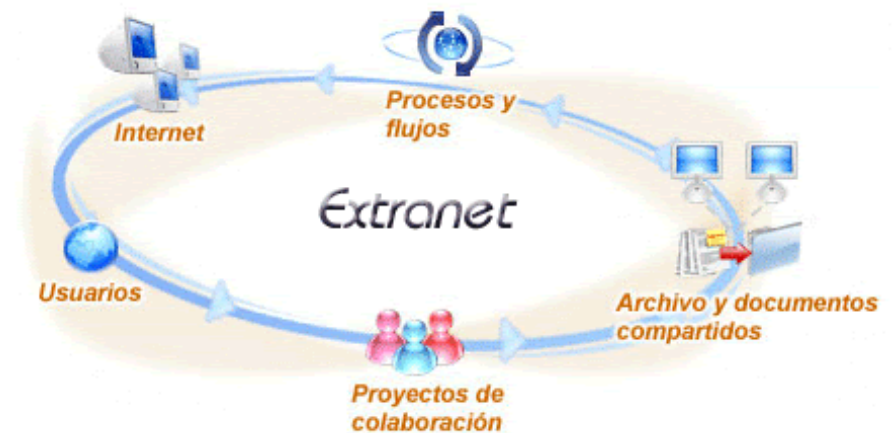 Procesos y
flujos
Internet
Extranet
Usuarios
Archivo y documentos
compartidos
Proyectos de
colaboración